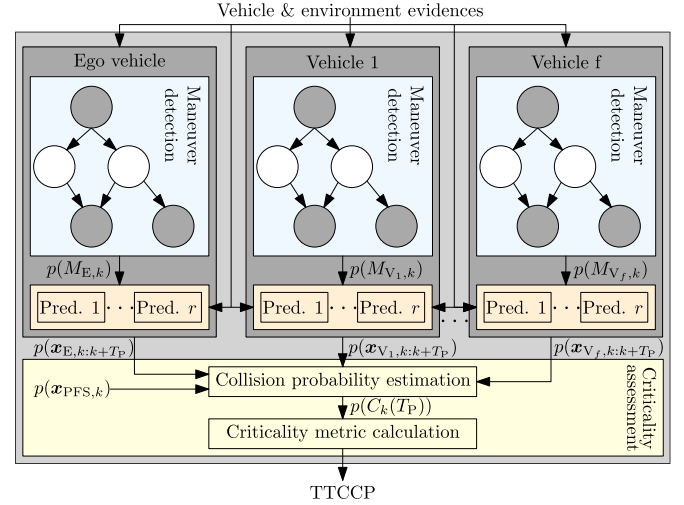 Vehicle & environment evidences
Ego vehicle
Maneuver
detection
p(M_{E,k})
Pred. 1 ··· Pred. r
p(x_{E,k:k+T_P})
Vehicle 1
Maneuver
detection
p(M_{V_1,k})
Pred. 1 ··· Pred. r
p(x_{V_1,k:k+T_P})
...
Vehicle f
Maneuver
detection
p(M_{V_f,k})
Pred. 1 ··· Pred. r
p(x_{V_f,k:k+T_P})
p(x_{PFS,k})
Collision probability estimation
p(C_k(T_P))
Criticality metric calculation
Criticality
assessment
TTCCP